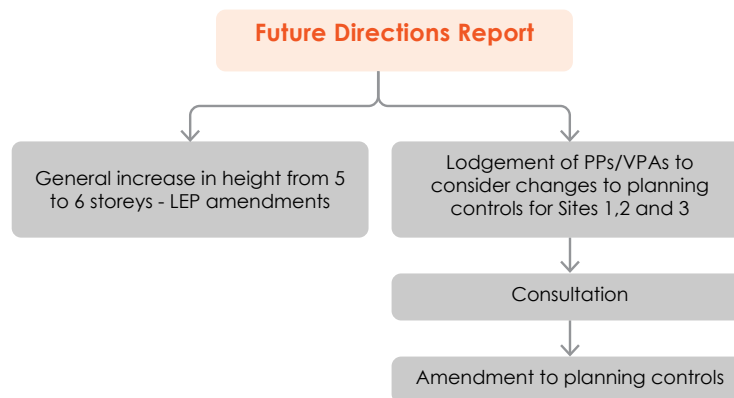 Future Directions Report
General increase in height from 5
to 6 storeys - LEP amendments
Lodgement of PPs/VPAs to
consider changes to planning
controls for Sites 1,2 and 3
Consultation
Amendment to planning controls